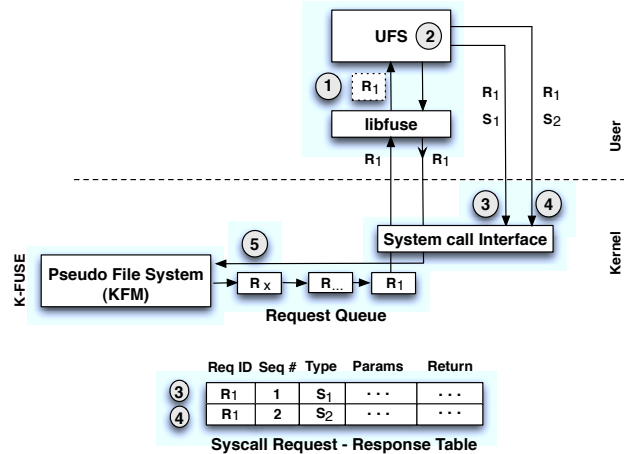 UFS 2
1 R1
libfuse
R1 R1
R1 R1
S1 S2
User
3 4
System call Interface
Kernel
K-FUSE
5
Pseudo File System
(KFM)
Rx R... R1
Request Queue
Req ID Seq # Type Params Return
3 R1 1 S1 · · · · · ·
4 R1 2 S2 · · · · · ·
Syscall Request - Response Table